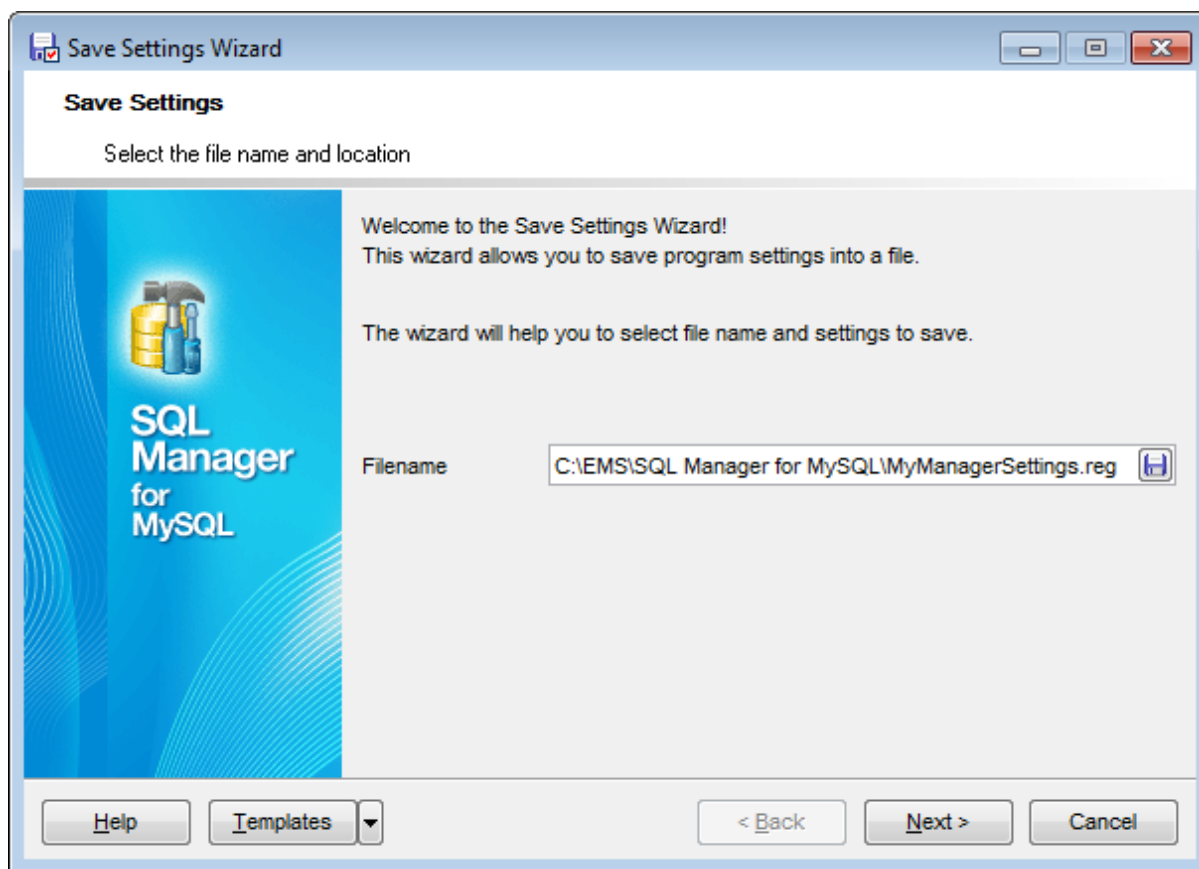 Save Settings Wizard
Save Settings
Select the file name and location
Welcome to the Save Settings Wizard!
This wizard allows you to save program settings into a file.
The wizard will help you to select file name and settings to save.
SQL
Manager
for
MySQL
Filename C:\EMS\SQL Manager for MySQL\MyManagerSettings.reg
Help Templates < Back Next > Cancel